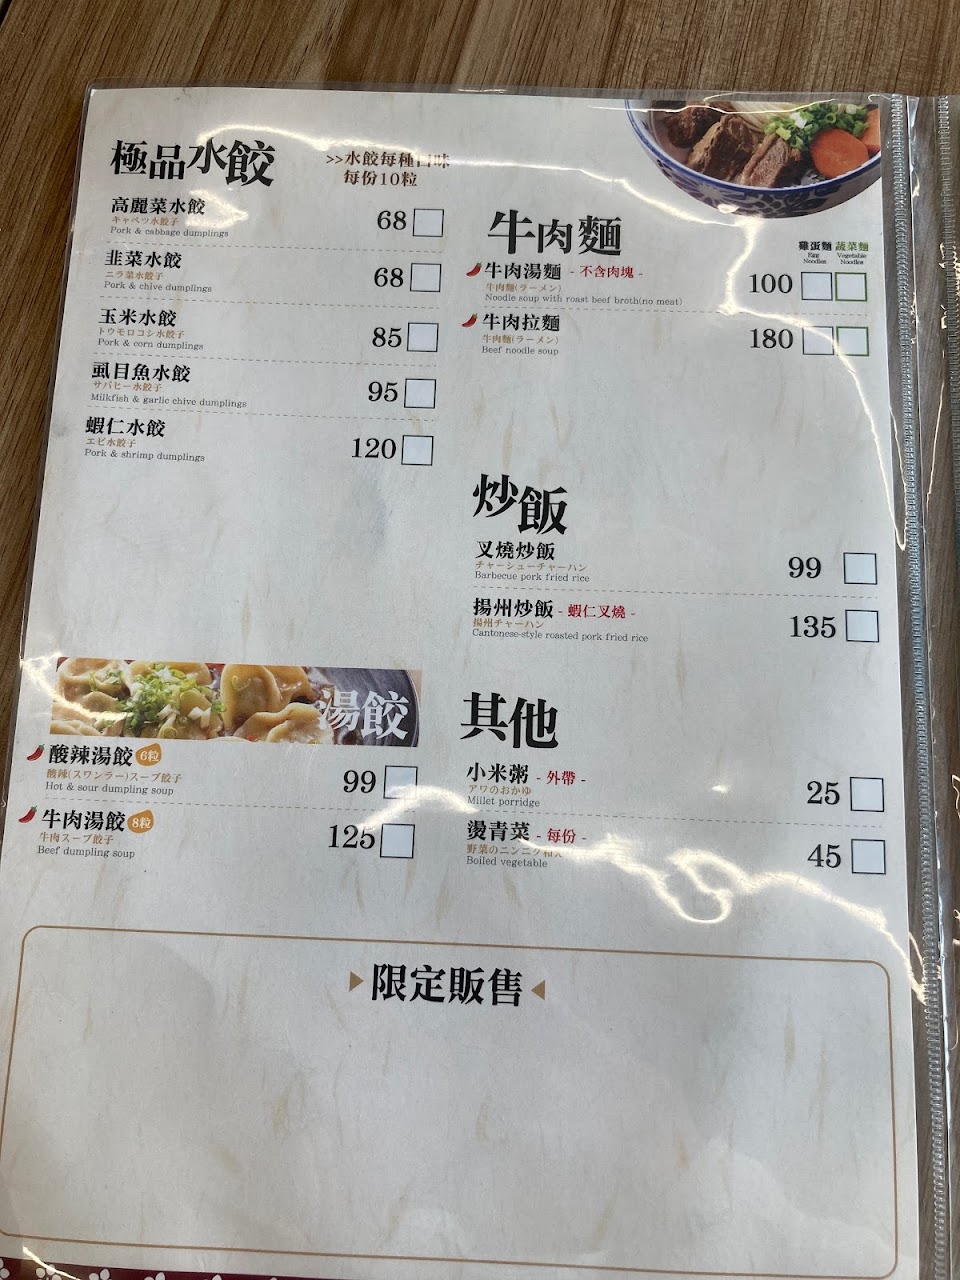 極品水餃
>>水餃每種口味
每份10粒
高麗菜水餃
キャベツ水餃子
Pork & cabbage dumplings
68
韭菜水餃
ニラ菜水餃子
Pork & chive dumplings
68
玉米水餃
トウモロコシ水餃子
Pork & corn dumplings
85
虱目魚水餃
サバヒー水餃子
Milkfish & garlic chive dumplings
95
蝦仁水餃
エビ水餃子
Pork & shrimp dumplings
120
湯餃
酸辣湯餃 6粒
酸辣(スワンラー)スープ餃子
Hot & sour dumpling soup
99
牛肉湯餃 8粒
牛肉スープ餃子
Beef dumpling soup
125
牛肉麵
雞蛋麵 蔬菜麵
Egg Noodles Vegetable Noodles
牛肉湯麵 - 不含肉塊 -
牛肉麵(ラーメン)
Noodle soup with roast beef broth(no meat)
100
牛肉拉麵
牛肉麵(ラーメン)
Beef noodle soup
180
炒飯
叉燒炒飯
チャーシューチャーハン
Barbecue pork fried rice
99
揚州炒飯 - 蝦仁叉燒 -
揚州チャーハン
Cantonese-style roasted pork fried rice
135
其他
小米粥 - 外帶 -
アワのおかゆ
Millet porridge
25
燙青菜 - 每份 -
野菜のニンニク和え
Boiled vegetable
45
限定販售